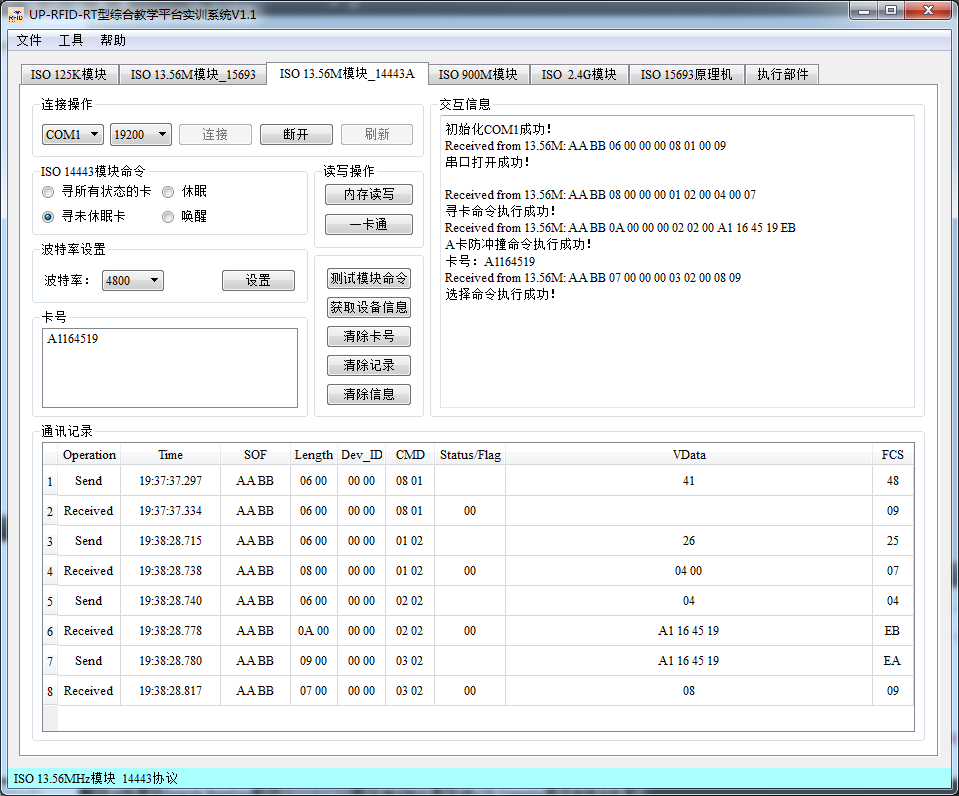 UP-RFID-RT型综合教学平台实训系统V1.1
文件 工具 帮助
ISO 125K模块 ISO 13.56M模块_15693 ISO 13.56M模块_14443A ISO 900M模块 ISO 2.4G模块 ISO 15693原理机 执行部件
连接操作
COM1 19200 连接 断开 刷新
ISO 14443模块命令
寻所有状态的卡 休眠
寻未休眠卡 唤醒
波特率设置
波特率： 4800 设置
卡号
A1164519
读写操作
内存读写
一卡通
测试模块命令
获取设备信息
清除卡号
清除记录
清除信息
交互信息
初始化COM1成功！
Received from 13.56M: AA BB 06 00 00 00 08 01 00 09
串口打开成功！
Received from 13.56M: AA BB 08 00 00 00 01 02 00 04 00 07
寻卡命令执行成功！
Received from 13.56M: AA BB 0A 00 00 00 02 02 00 A1 16 45 19 EB
A卡防冲撞命令执行成功！
卡号：A1164519
Received from 13.56M: AA BB 07 00 00 00 03 02 00 08 09
选择命令执行成功！
通讯记录
Operation Time SOF Length Dev_ID CMD Status/Flag VData FCS
1 Send 19:37:37.297 AA BB 06 00 00 00 08 01 41 48
2 Received 19:37:37.334 AA BB 06 00 00 00 08 01 00 09
3 Send 19:38:28.715 AA BB 06 00 00 00 01 02 26 25
4 Received 19:38:28.738 AA BB 08 00 00 00 01 02 00 04 00 07
5 Send 19:38:28.740 AA BB 06 00 00 00 02 02 04 04
6 Received 19:38:28.778 AA BB 0A 00 00 00 02 02 00 A1 16 45 19 EB
7 Send 19:38:28.780 AA BB 09 00 00 00 03 02 A1 16 45 19 EA
8 Received 19:38:28.817 AA BB 07 00 00 00 03 02 00 08 09
ISO 13.56MHz模块 14443协议